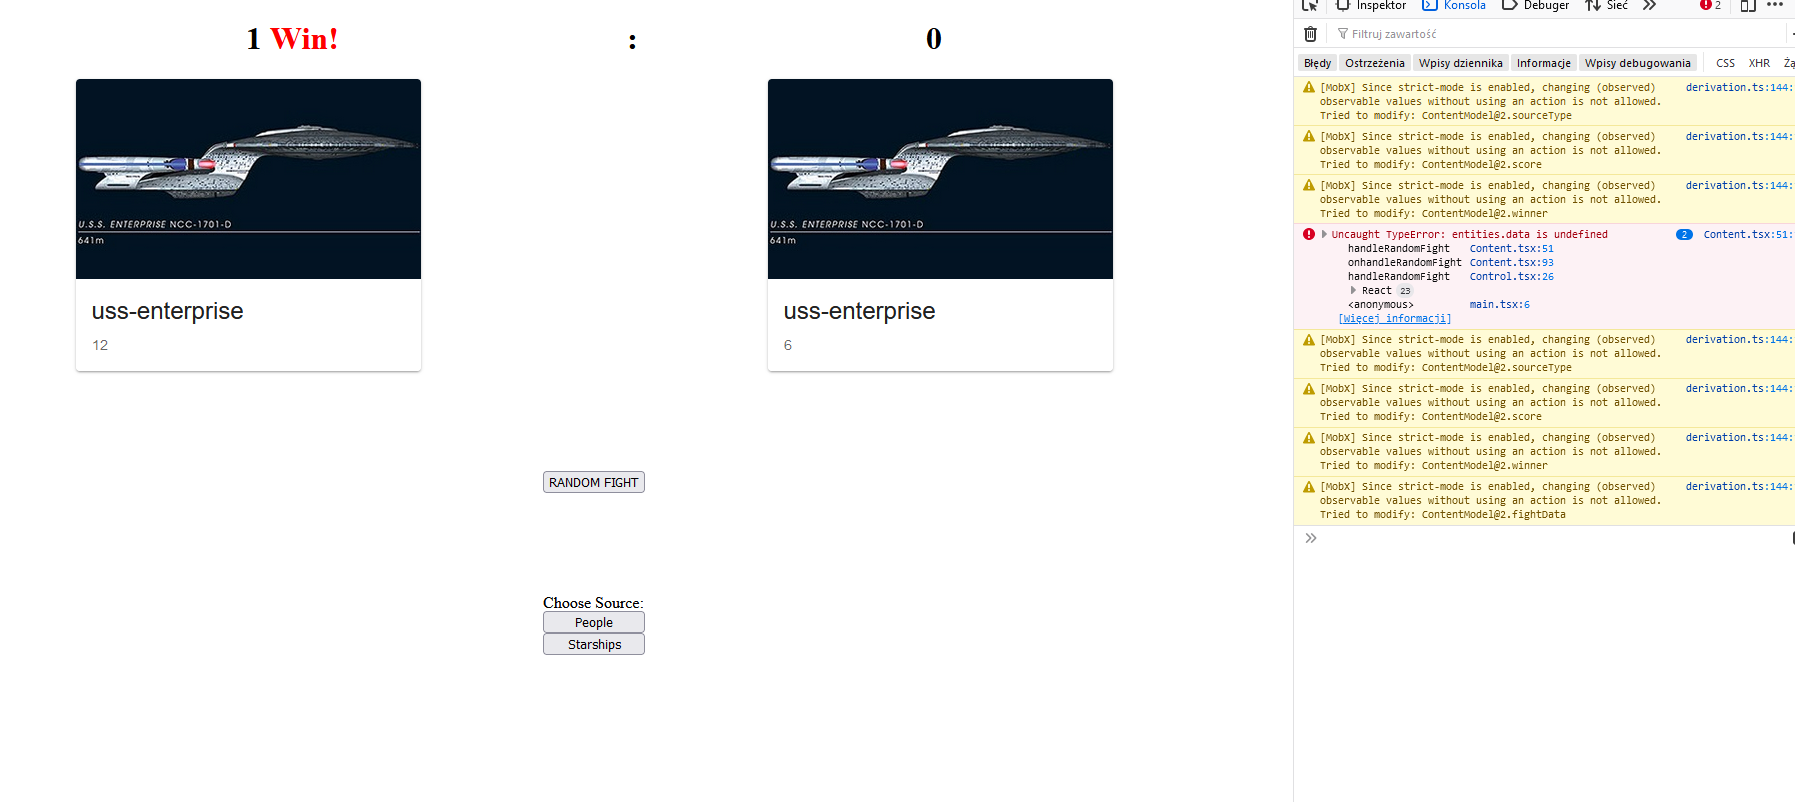 1 Win!
:
0
U.S.S. ENTERPRISE NCC-1701-D
641m
uss-enterprise
12
U.S.S. ENTERPRISE NCC-1701-D
641m
uss-enterprise
6
RANDOM FIGHT
Choose Source:
People
Starships
Inspektor
Konsola
Debuger
Sieć
2
Filtruj zawartość
Błędy
Ostrzeżenia
Wpisy dziennika
Informacje
Wpisy debugowania
CSS
XHR
[MobX] Since strict-mode is enabled, changing (observed) derivation.ts:144:
observable values without using an action is not allowed.
Tried to modify: ContentModel@2.sourceType
[MobX] Since strict-mode is enabled, changing (observed) derivation.ts:144:
observable values without using an action is not allowed.
Tried to modify: ContentModel@2.score
[MobX] Since strict-mode is enabled, changing (observed) derivation.ts:144:
observable values without using an action is not allowed.
Tried to modify: ContentModel@2.winner
Uncaught TypeError: entities.data is undefined 2 Content.tsx:51:
handleRandomFight Content.tsx:51
onhandleRandomFight Content.tsx:93
handleRandomFight Control.tsx:26
React 23
<anonymous> main.tsx:6
[Więcej informacji]
[MobX] Since strict-mode is enabled, changing (observed) derivation.ts:144:
observable values without using an action is not allowed.
Tried to modify: ContentModel@2.sourceType
[MobX] Since strict-mode is enabled, changing (observed) derivation.ts:144:
observable values without using an action is not allowed.
Tried to modify: ContentModel@2.score
[MobX] Since strict-mode is enabled, changing (observed) derivation.ts:144:
observable values without using an action is not allowed.
Tried to modify: ContentModel@2.winner
[MobX] Since strict-mode is enabled, changing (observed) derivation.ts:144:
observable values without using an action is not allowed.
Tried to modify: ContentModel@2.fightData